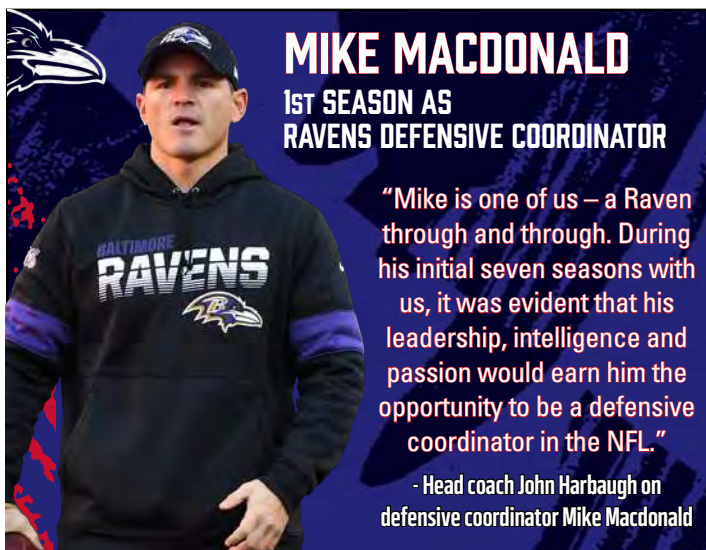 MIKE MACDONALD
1ST SEASON AS
RAVENS DEFENSIVE COORDINATOR
“Mike is one of us – a Raven
through and through. During
his initial seven seasons with
us, it was evident that his
leadership, intelligence and
passion would earn him the
opportunity to be a defensive
coordinator in the NFL.”
- Head coach John Harbaugh on
defensive coordinator Mike Macdonald
BALTIMORE
RAVENS